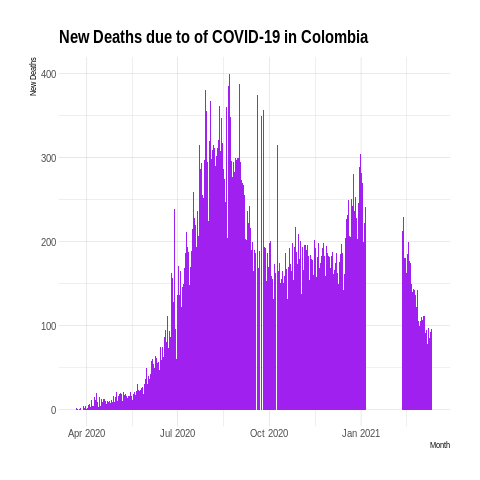 New Deaths due to of COVID-19 in Colombia
New Deaths
400
300
200
100
0
Apr 2020 Jul 2020 Oct 2020 Jan 2021
Month